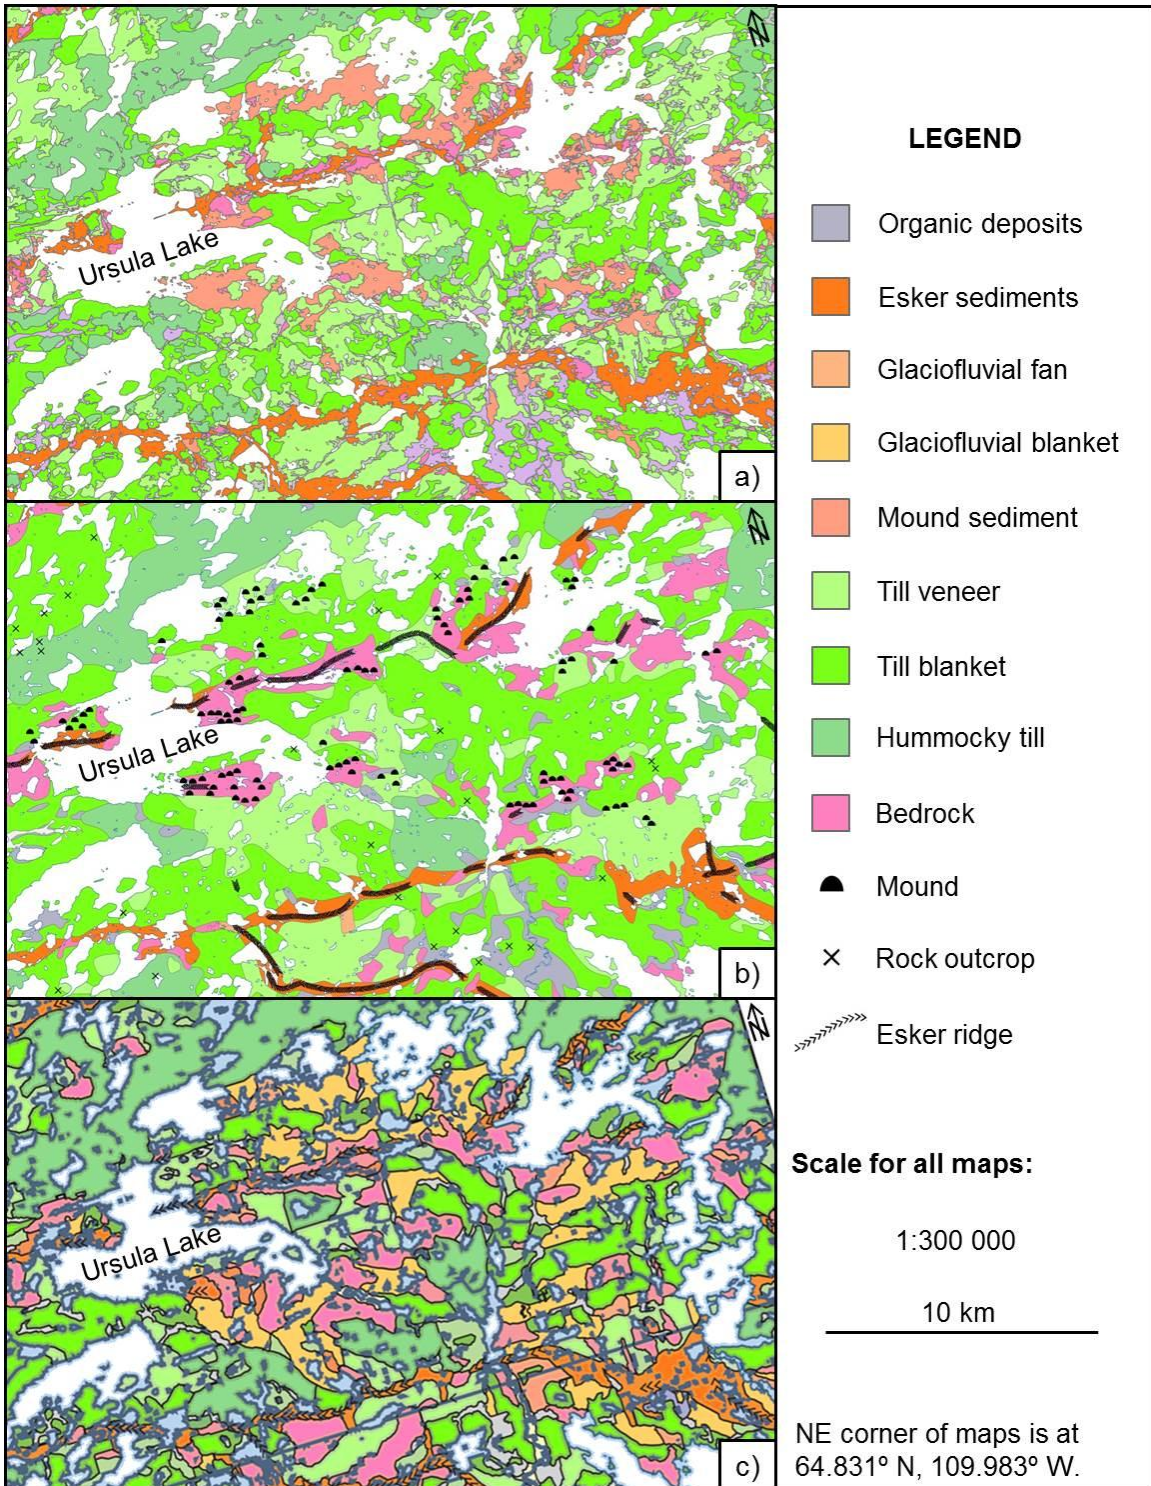 N
Ursula Lake
a)
N
Ursula Lake
b)
N
Ursula Lake
c)
LEGEND
Organic deposits
Esker sediments
Glaciofluvial fan
Glaciofluvial blanket
Mound sediment
Till veneer
Till blanket
Hummocky till
Bedrock
Mound
Rock outcrop
Esker ridge
Scale for all maps:
1:300 000
10 km
NE corner of maps is at
64.831º N, 109.983º W.